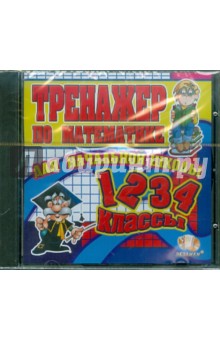 ТРЕНАЖЕР
ПО МАТЕМАТИКЕ
ДЛЯ НАЧАЛЬНОЙ ШКОЛЫ
1 2 3 4
КЛАССЫ